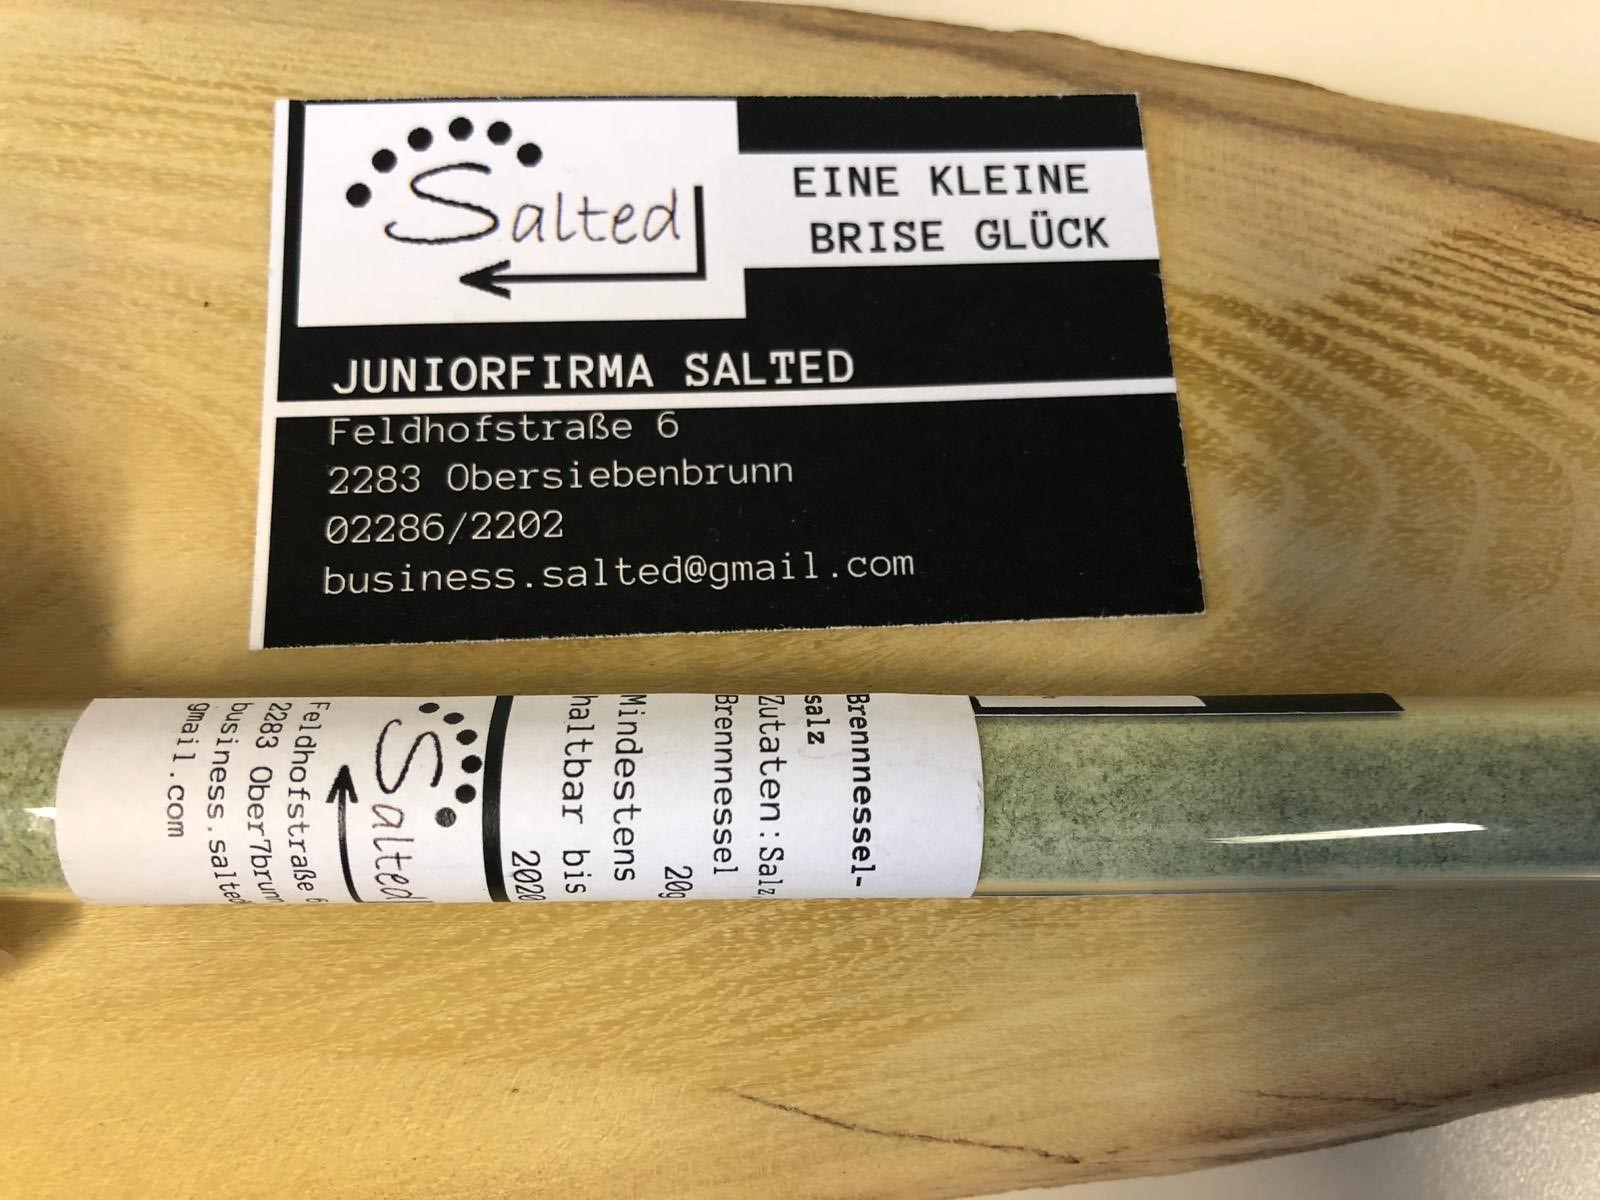 Salted
EINE KLEINE
BRISE GLÜCK
JUNIORFIRMA SALTED
Feldhofstraße 6
2283 Obersiebenbrunn
02286/2202
business.salted@gmail.com
Brennnessel-
salz
Zutaten: Salz,
Brennnessel
20g
Mindestens
haltbar bis
2020
Salted
Feldhofstraße 6
2283 Ober7brunn
business.salted
gmail.com